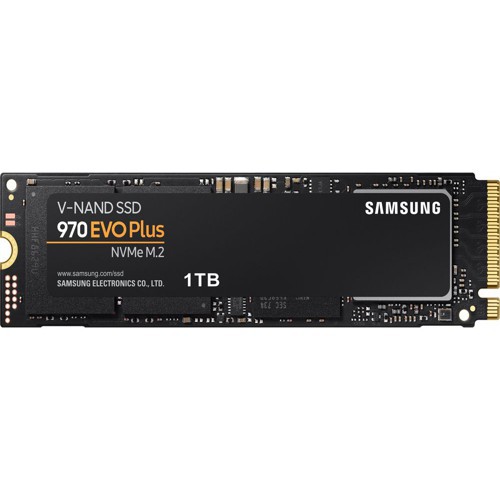 V-NAND SSD
970 EVO Plus
NVMe M.2
www.samsung.com/ssd
SAMSUNG ELECTRONICS CO., LTD.
1TB
SAMSUNG